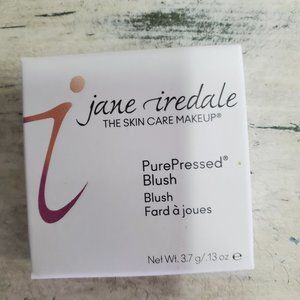 jane iredale
THE SKIN CARE MAKEUP®
PurePressed®
Blush
Blush
Fard à joues
Net Wt. 3.7 g/.13 oz e